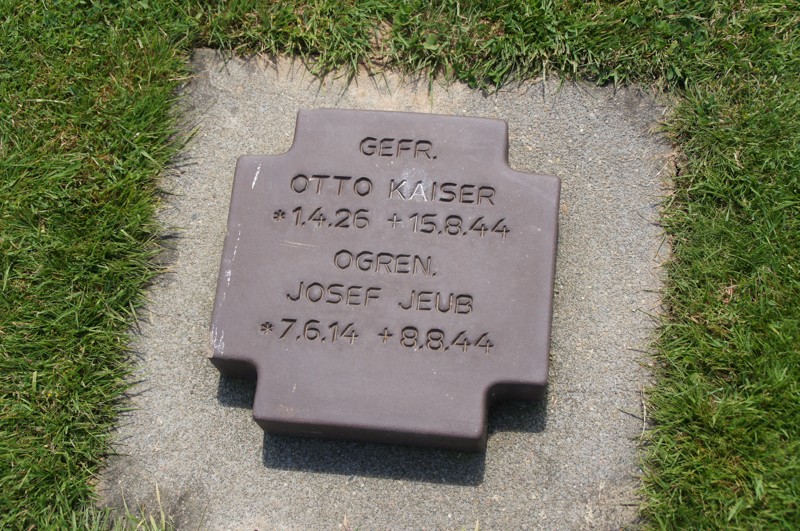 GEFR.
OTTO KAISER
* 1.4.26 + 15.8.44
OGREN.
JOSEF JEUB
* 7.6.14 + 8.8.44